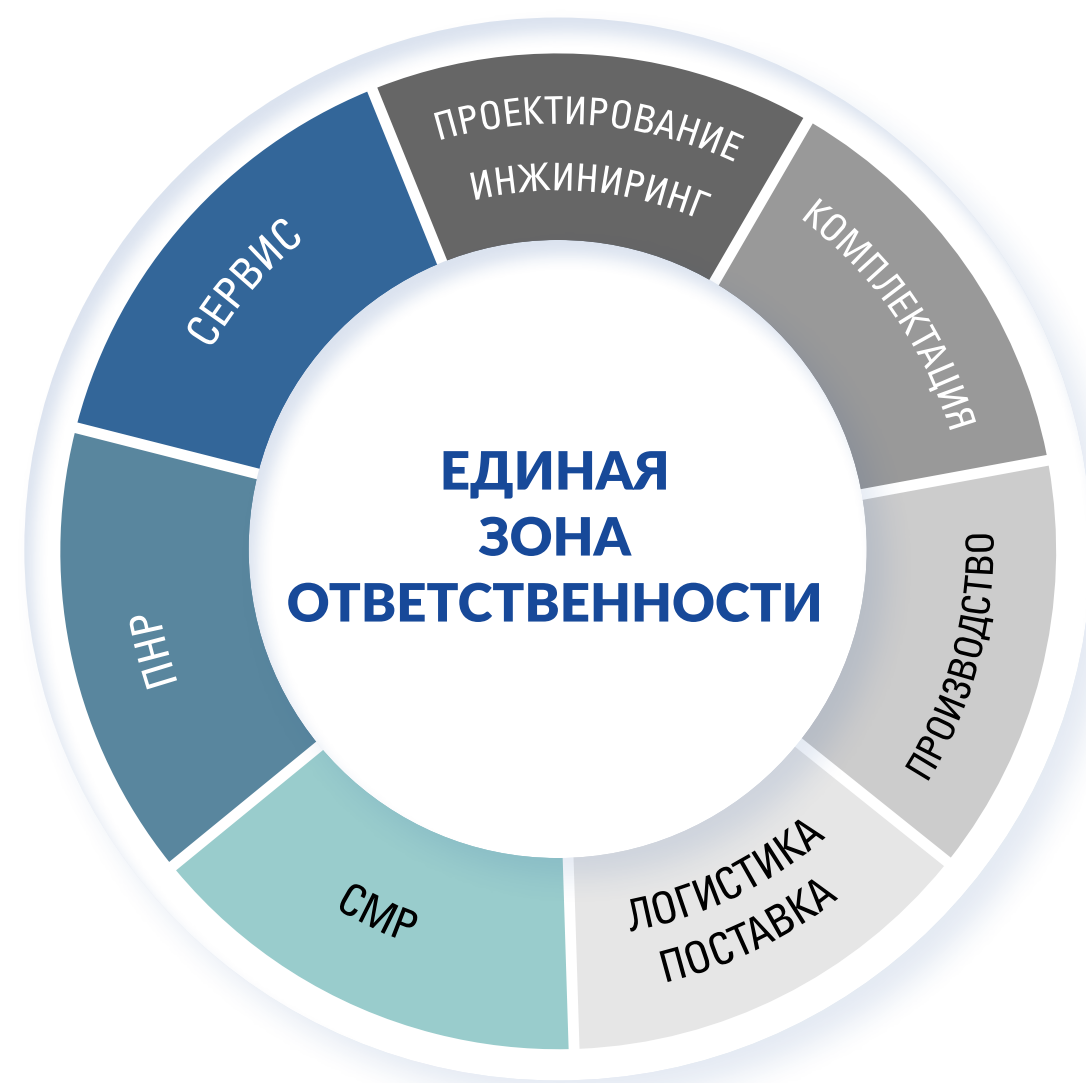 ПРОЕКТИРОВАНИЕ
ИНЖИНИРИНГ
КОМПЛЕКТАЦИЯ
ПРОИЗВОДСТВО
ЛОГИСТИКА
ПОСТАВКА
СМР
ПНР
СЕРВИС
ЕДИНАЯ
ЗОНА
ОТВЕТСТВЕННОСТИ